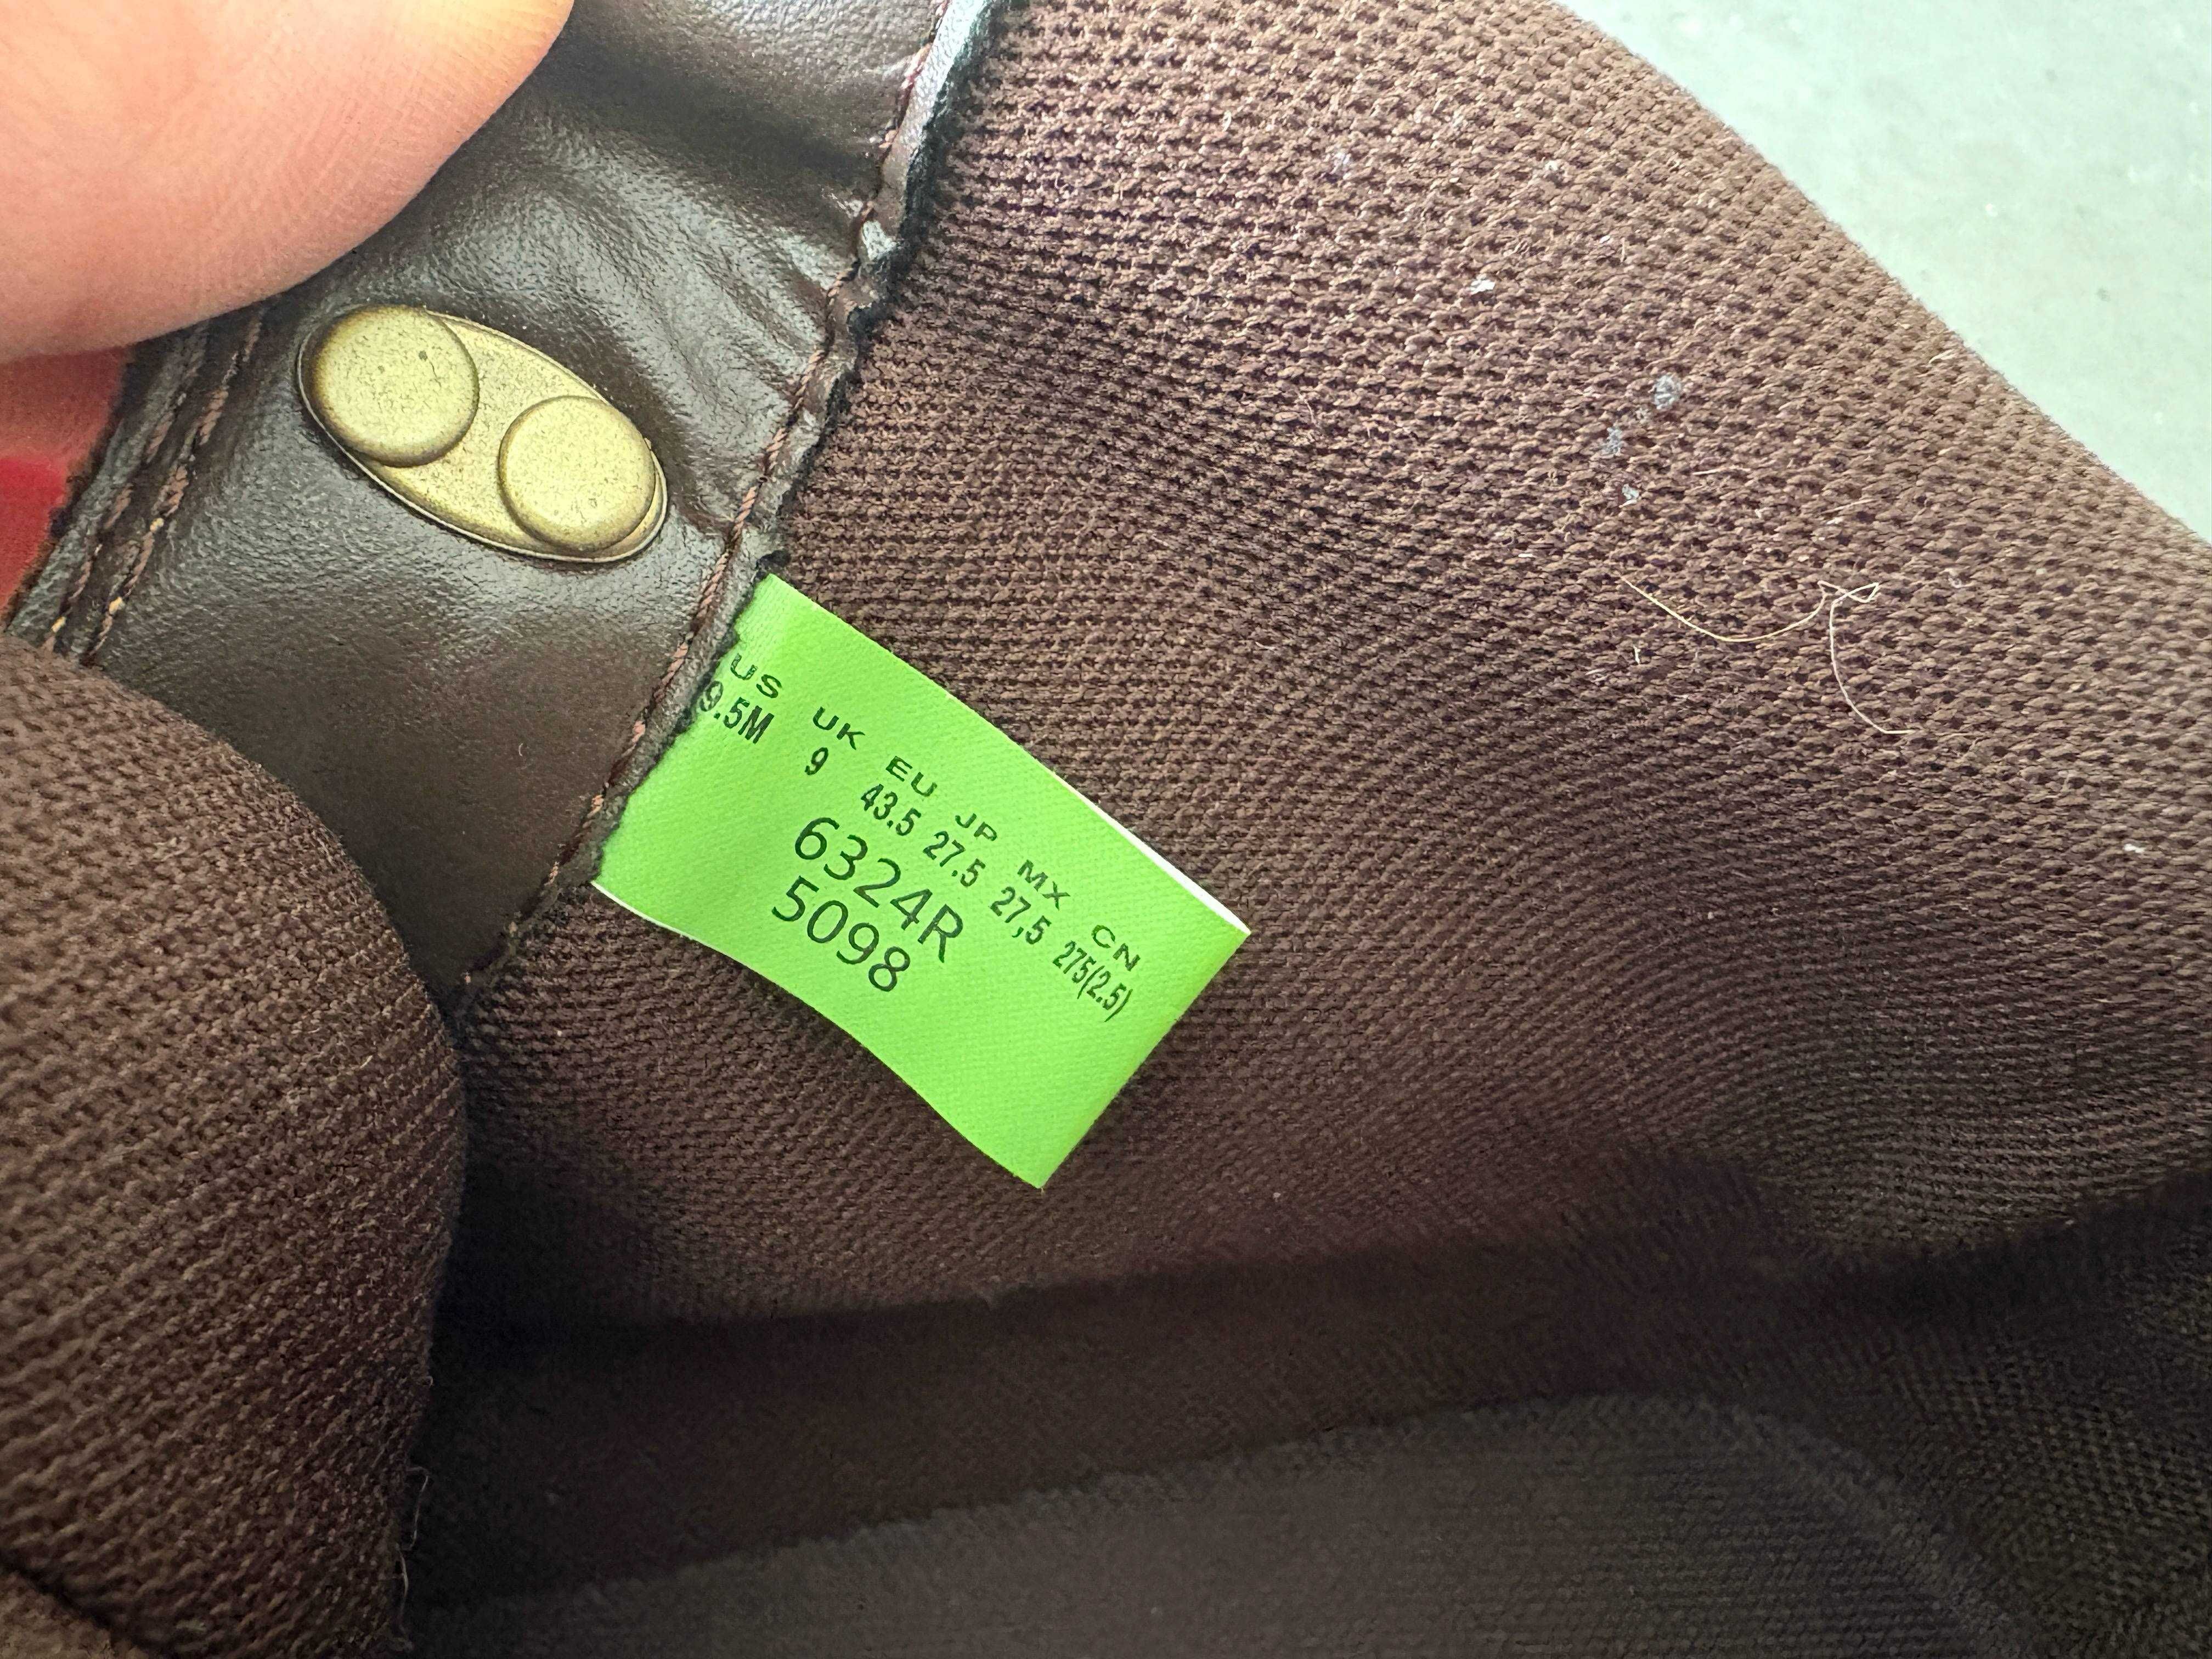 US UK EU JP MX CN
9.5M 9 43.5 27.5 27,5 275(2.5)
6324R
5098